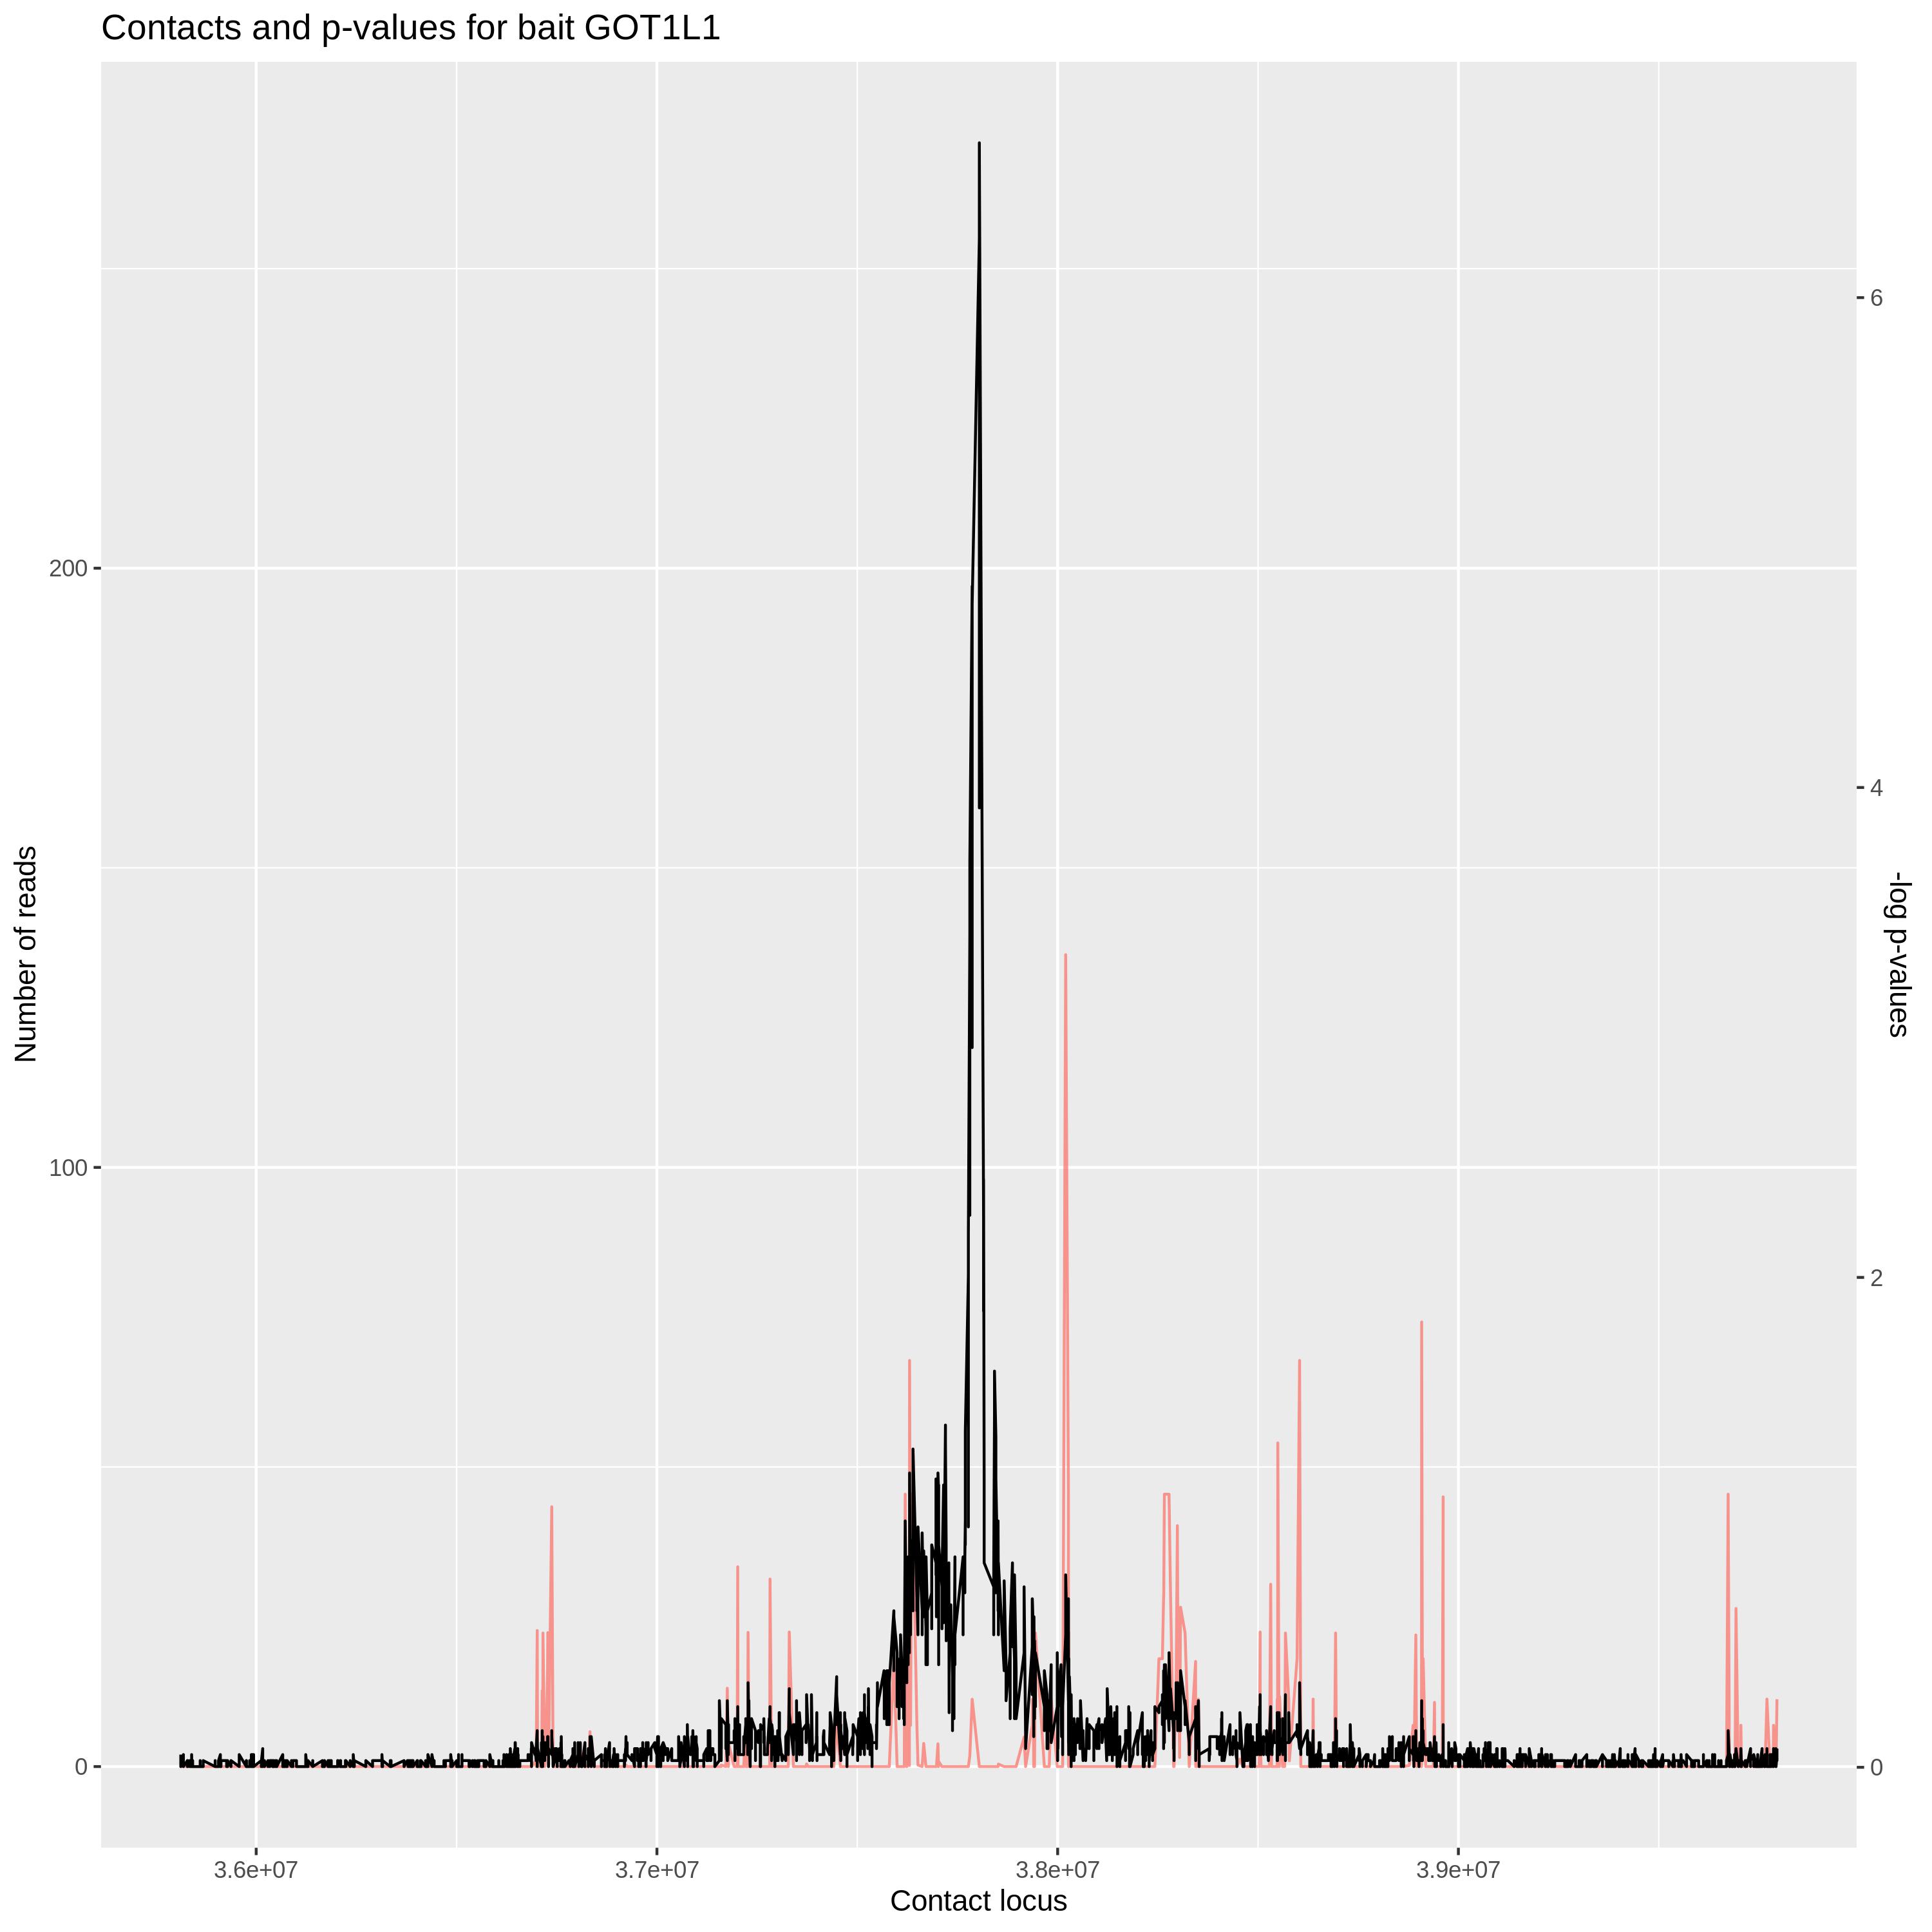 Contacts and p-values for bait GOT1L1
Number of reads
200
100
0
6
4
2
0
-log p-values
3.6e+07 3.7e+07 3.8e+07 3.9e+07
Contact locus